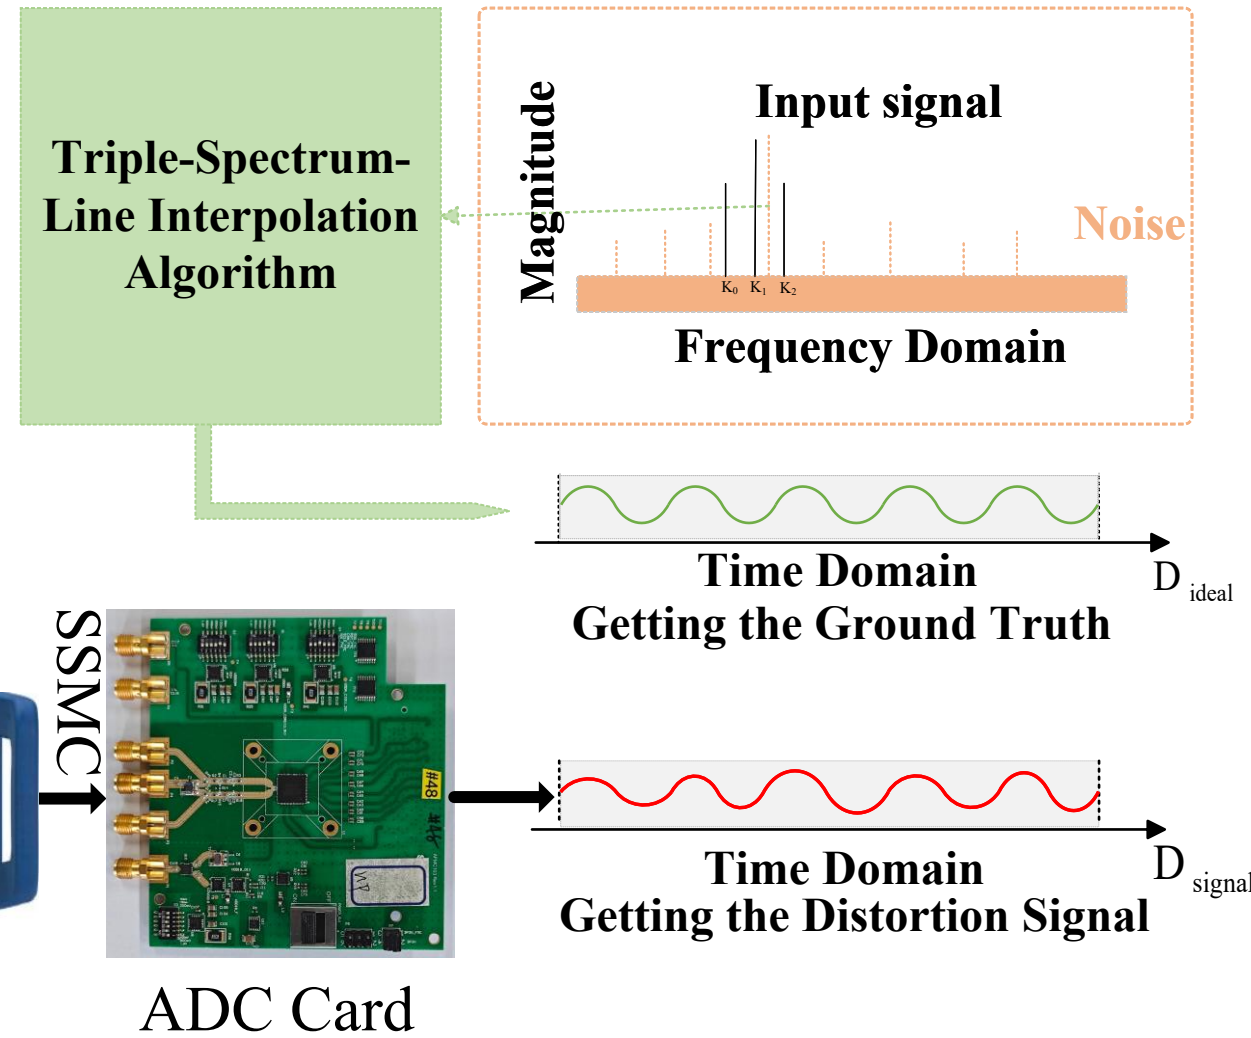 Triple-Spectrum-
Line Interpolation
Algorithm
Magnitude
Input signal
Noise
K₀ K₁ K₂
Frequency Domain
Time Domain
D ideal
Getting the Ground Truth
SSMC
#48
#48
Time Domain
D signal
Getting the Distortion Signal
ADC Card